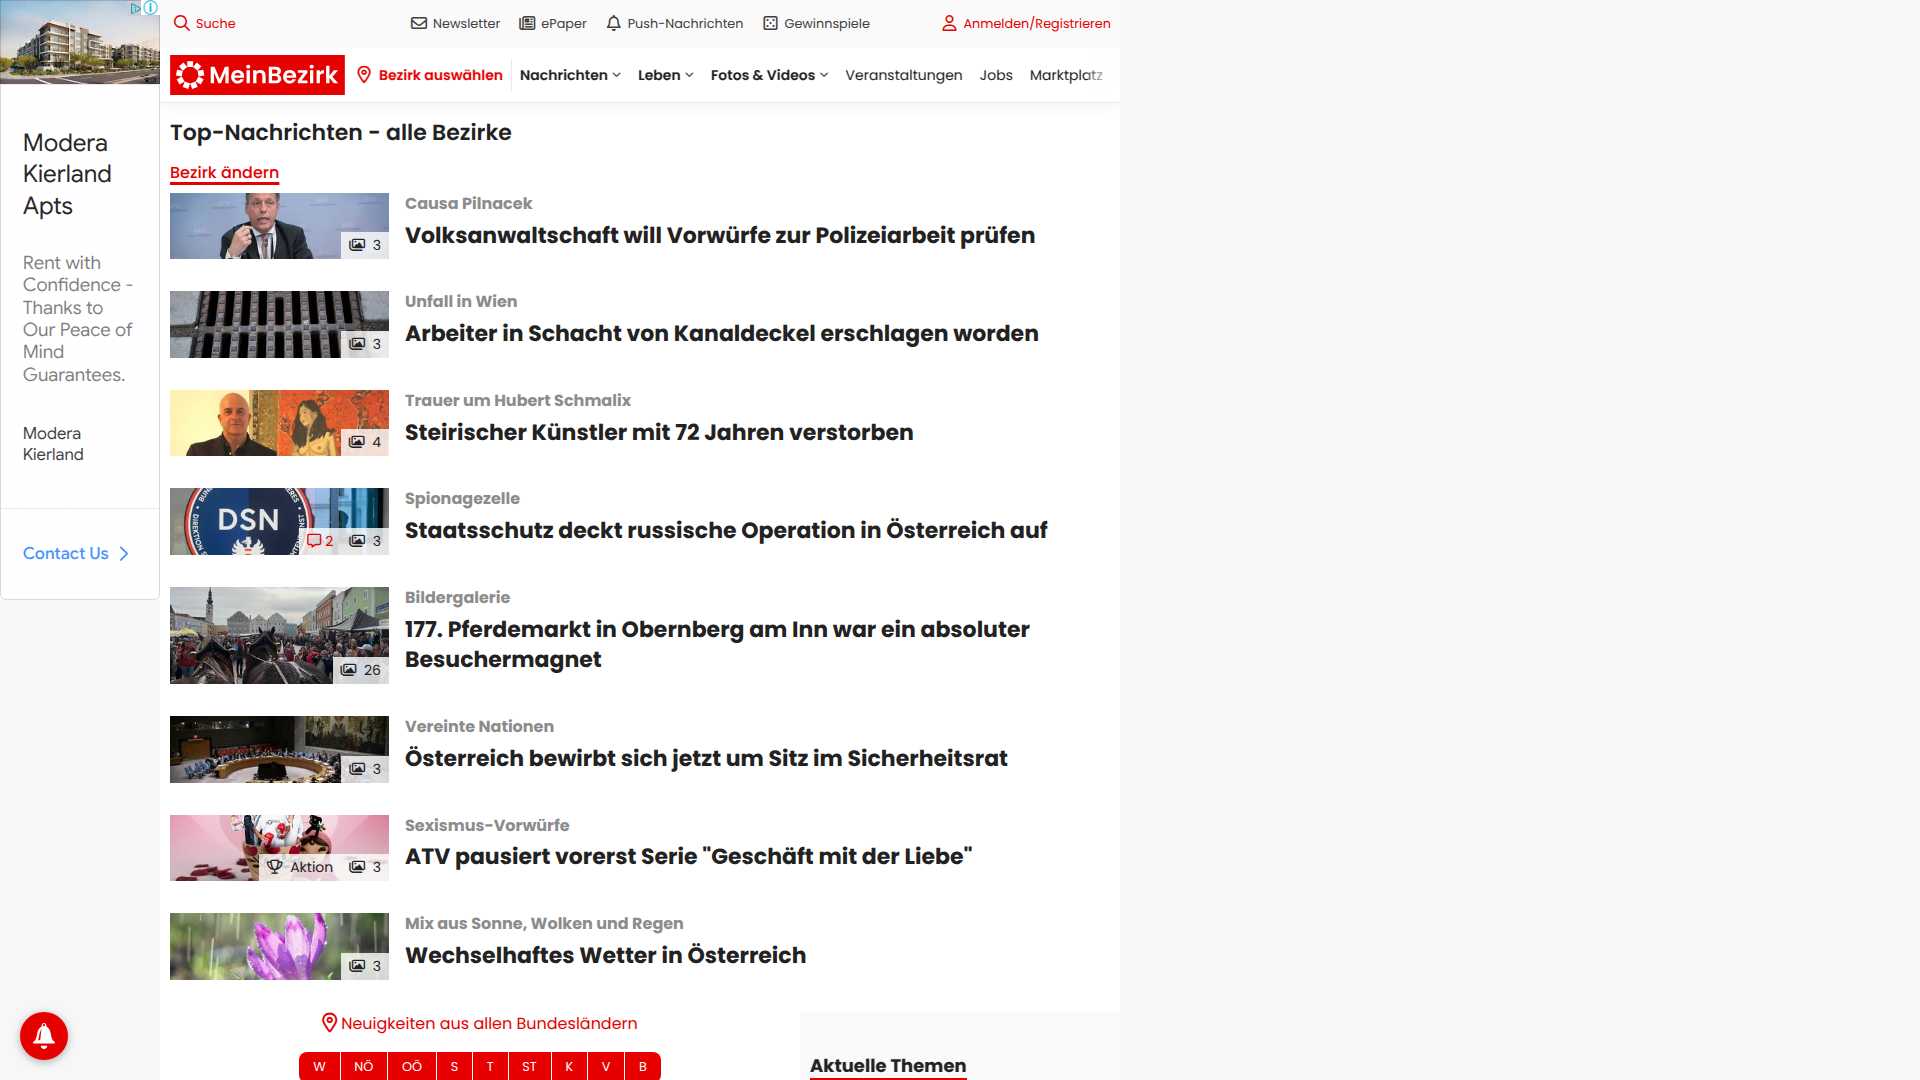 Suche
Newsletter
ePaper
Push-Nachrichten
Gewinnspiele
Anmelden/Registrieren
MeinBezirk
Bezirk auswählen
Nachrichten
Leben
Fotos & Videos
Veranstaltungen
Jobs
Marktplatz
Modera
Kierland
Apts
Rent with
Confidence -
Thanks to
Our Peace of
Mind
Guarantees.
Modera
Kierland
Contact Us
Top-Nachrichten - alle Bezirke
Bezirk ändern
3
Causa Pilnacek
Volksanwaltschaft will Vorwürfe zur Polizeiarbeit prüfen
3
Unfall in Wien
Arbeiter in Schacht von Kanaldeckel erschlagen worden
4
Trauer um Hubert Schmalix
Steirischer Künstler mit 72 Jahren verstorben
DSN
2 3
Spionagezelle
Staatsschutz deckt russische Operation in Österreich auf
26
Bildergalerie
177. Pferdemarkt in Obernberg am Inn war ein absoluter
Besuchermagnet
3
Vereinte Nationen
Österreich bewirbt sich jetzt um Sitz im Sicherheitsrat
Aktion 3
Sexismus-Vorwürfe
ATV pausiert vorerst Serie "Geschäft mit der Liebe"
3
Mix aus Sonne, Wolken und Regen
Wechselhaftes Wetter in Österreich
Neuigkeiten aus allen Bundesländern
W NÖ OÖ S T ST K V B
Aktuelle Themen